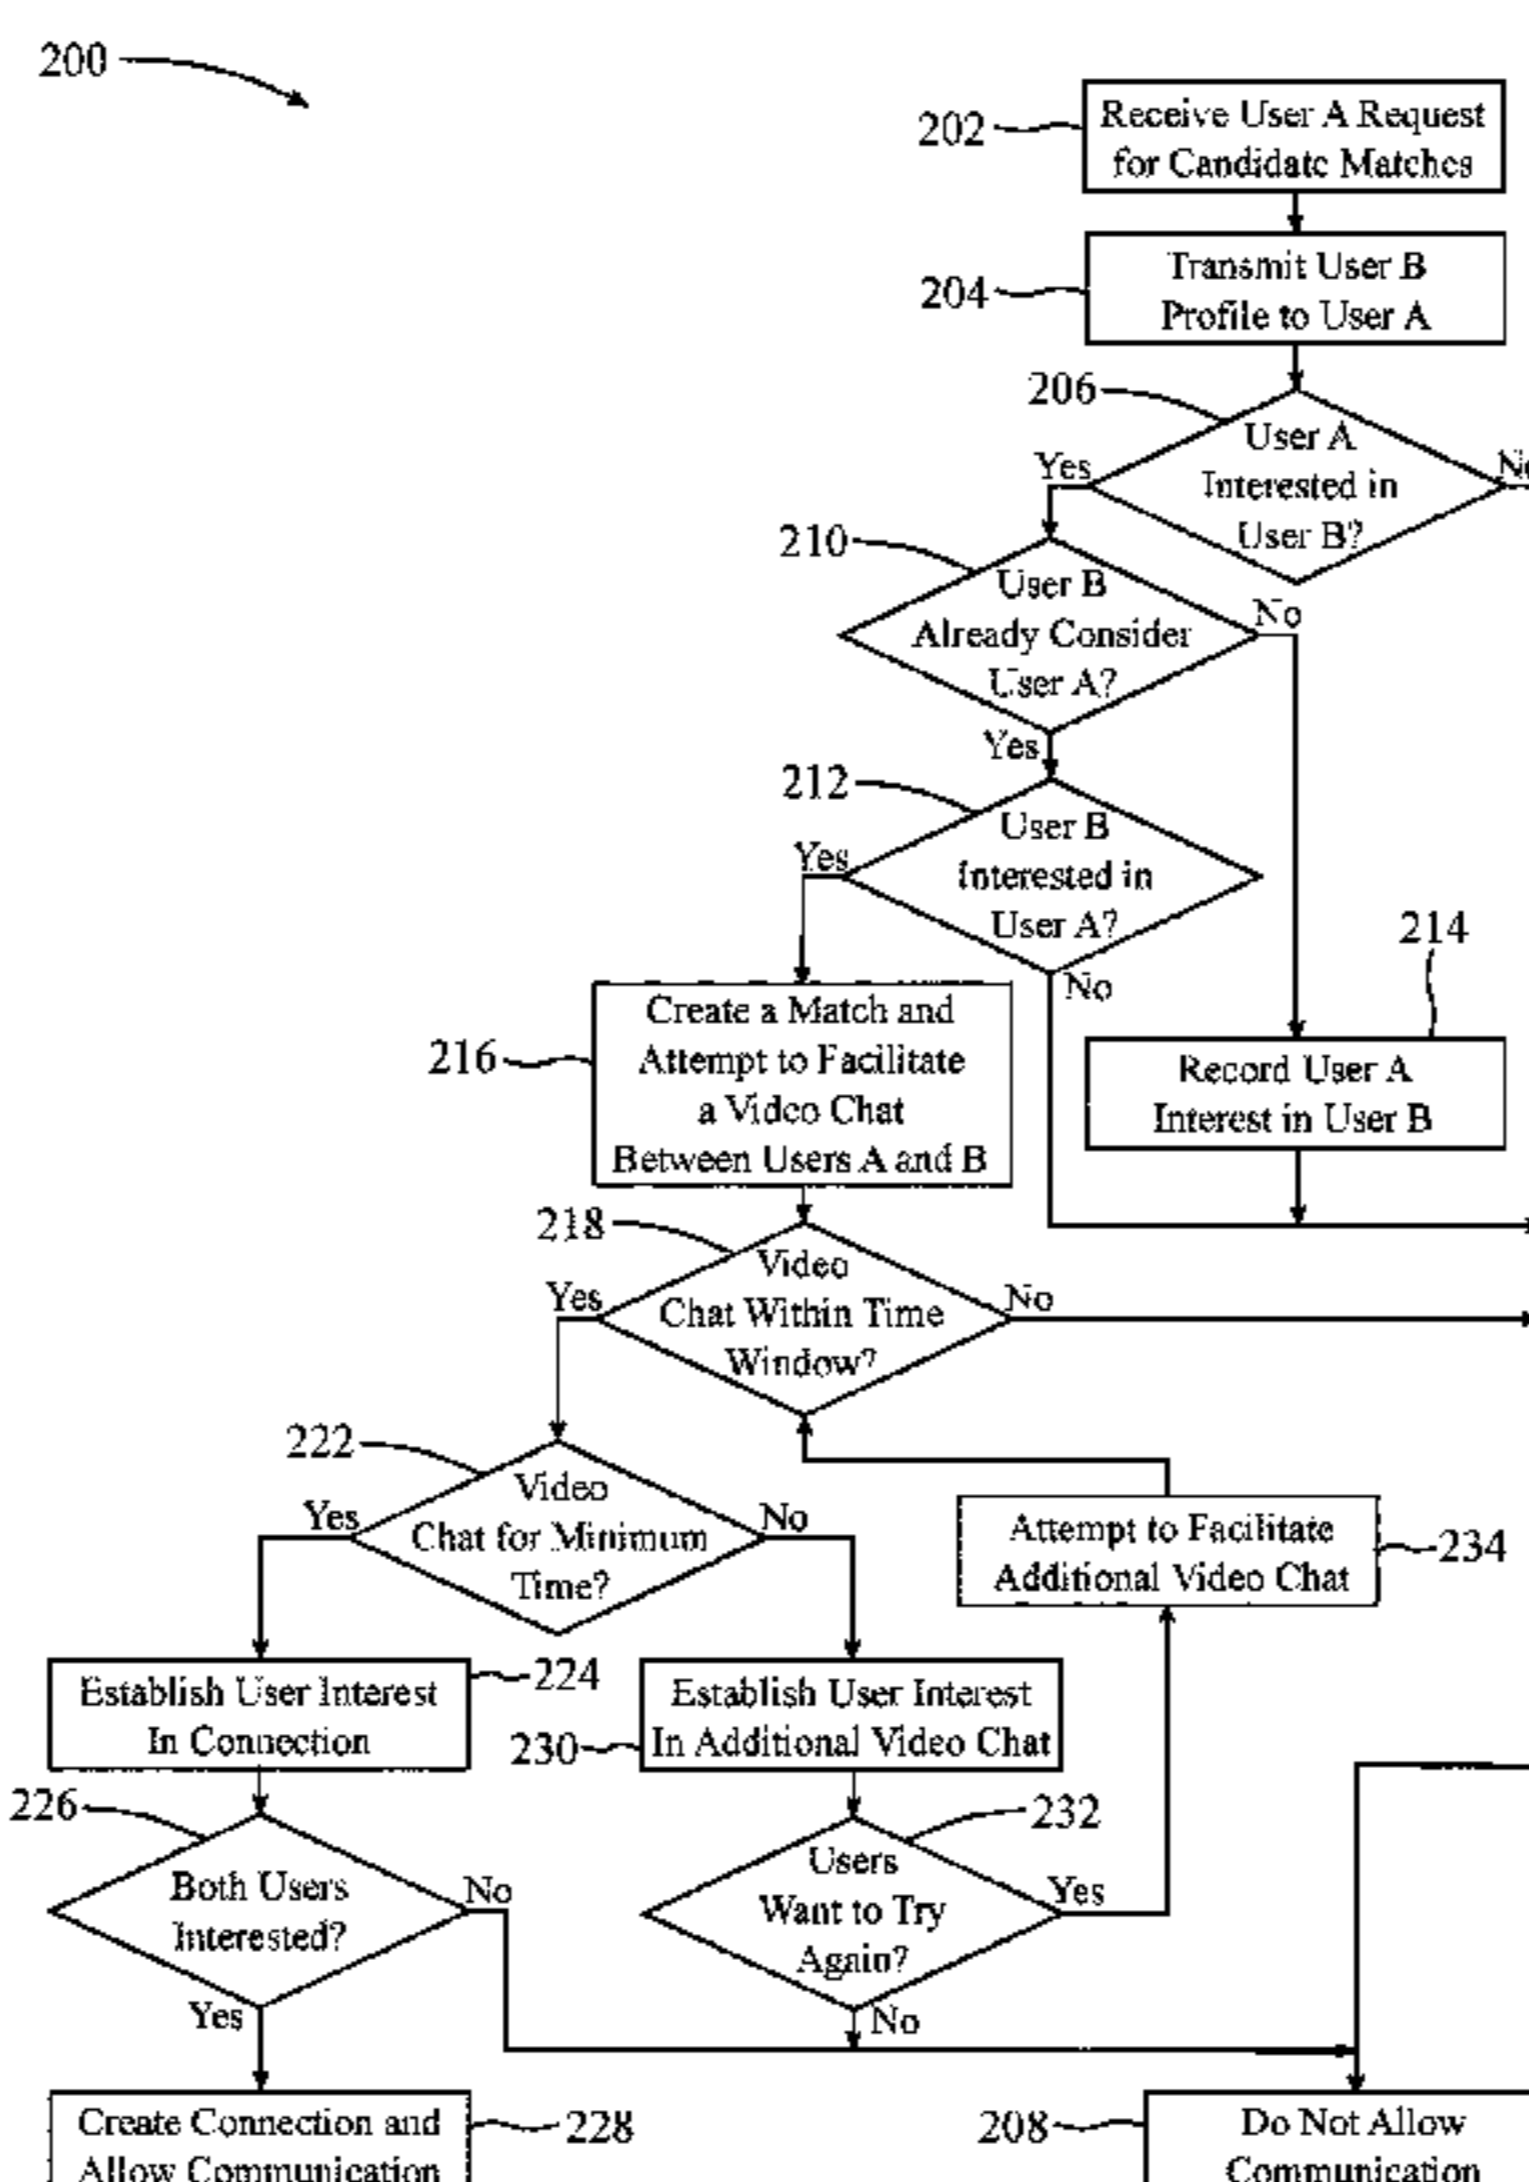 200
202
Receive User A Request
for Candidate Matches
204
Transmit User B
Profile to User A
206
User A
Interested in
User B?
Yes
No
210
User B
Already Consider
User A?
No
Yes
212
User B
Interested in
User A?
Yes
No
214
Record User A
Interest in User B
216
Create a Match and
Attempt to Facilitate
a Video Chat
Between Users A and B
218
Video
Chat Within Time
Window?
Yes
No
222
Video
Chat for Minimum
Time?
Yes
No
Attempt to Facilitate
Additional Video Chat
234
Establish User Interest
In Connection
224
Establish User Interest
In Additional Video Chat
230
226
Both Users
Interested?
No
Yes
232
Users
Want to Try
Again?
Yes
No
Create Connection and
Allow Communication
228
208
Do Not Allow
Communication